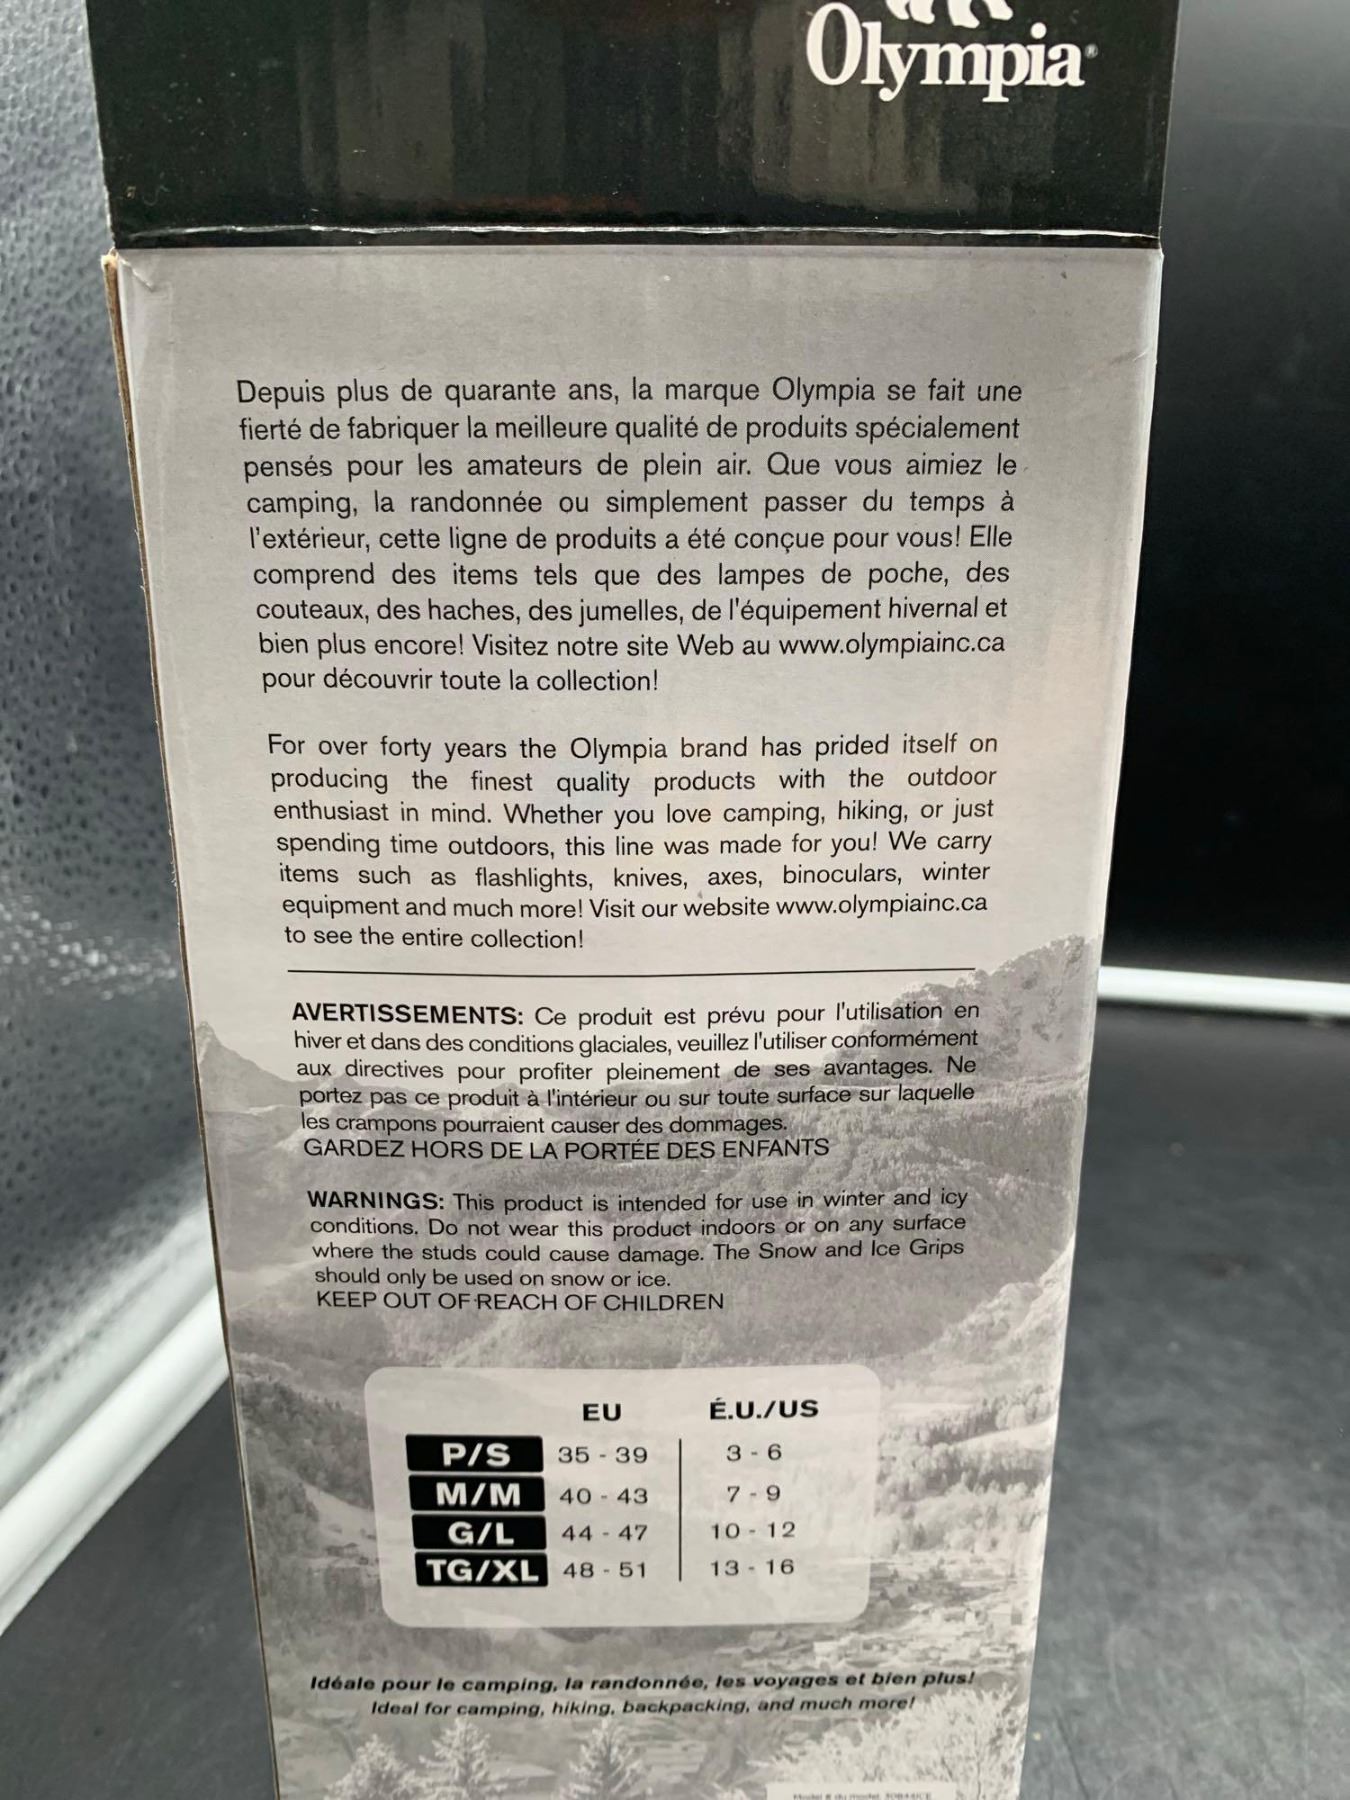 Olympia®
Depuis plus de quarante ans, la marque Olympia se fait une
fierté de fabriquer la meilleure qualité de produits spécialement
pensés pour les amateurs de plein air. Que vous aimiez le
camping, la randonnée ou simplement passer du temps à
l'extérieur, cette ligne de produits a été conçue pour vous! Elle
comprend des items tels que des lampes de poche, des
couteaux, des haches, des jumelles, de l'équipement hivernal et
bien plus encore! Visitez notre site Web au www.olympiainc.ca
pour découvrir toute la collection!
For over forty years the Olympia brand has prided itself on
producing the finest quality products with the outdoor
enthusiast in mind. Whether you love camping, hiking, or just
spending time outdoors, this line was made for you! We carry
items such as flashlights, knives, axes, binoculars, winter
equipment and much more! Visit our website www.olympiainc.ca
to see the entire collection!
AVERTISSEMENTS: Ce produit est prévu pour l'utilisation en
hiver et dans des conditions glaciales, veuillez l'utiliser conformément
aux directives pour profiter pleinement de ses avantages. Ne
portez pas ce produit à l'intérieur ou sur toute surface sur laquelle
les crampons pourraient causer des dommages.
GARDEZ HORS DE LA PORTÉE DES ENFANTS
WARNINGS: This product is intended for use in winter and icy
conditions. Do not wear this product indoors or on any surface
where the studs could cause damage. The Snow and Ice Grips
should only be used on snow or ice.
KEEP OUT OF REACH OF CHILDREN
EU É.U./US
P/S 35 - 39 3 - 6
M/M 40 - 43 7 - 9
G/L 44 - 47 10 - 12
TG/XL 48 - 51 13 - 16
Idéale pour le camping, la randonnée, les voyages et bien plus!
Ideal for camping, hiking, backpacking, and much more!